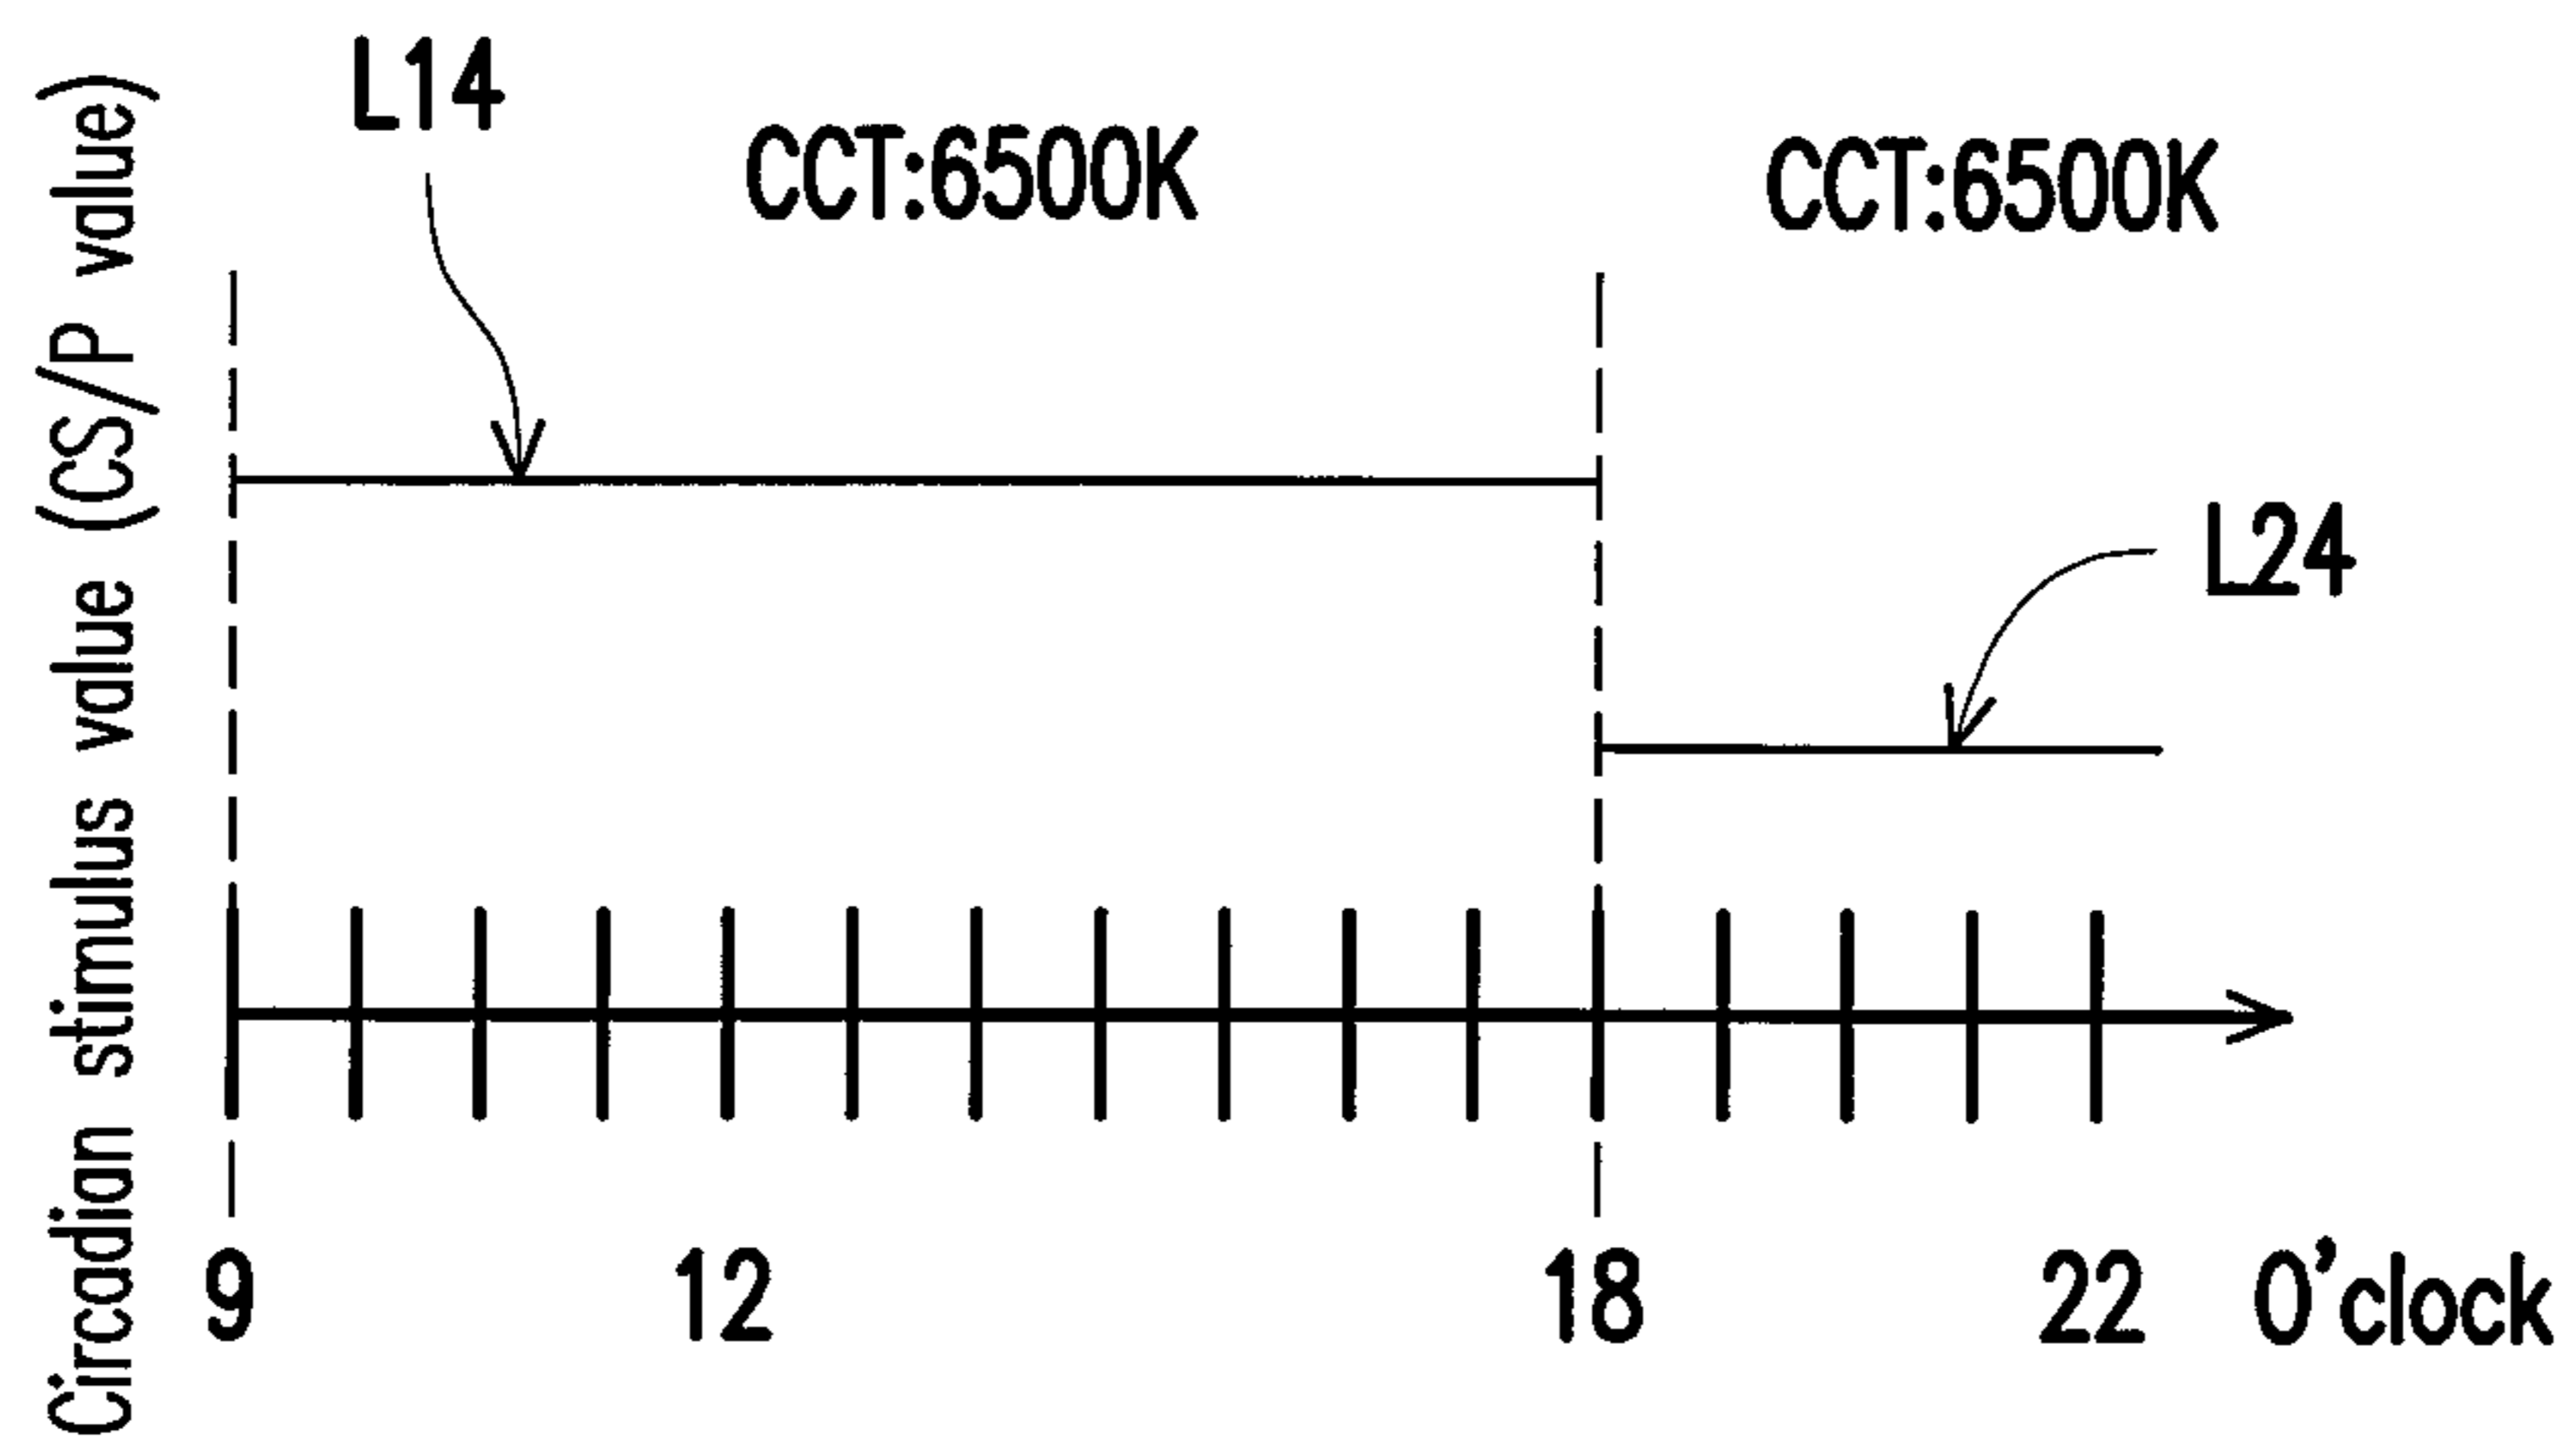 L14
CCT:6500K
CCT:6500K
Circadian stimulus value (CS/P value)
L24
9
12
18
22
O'clock